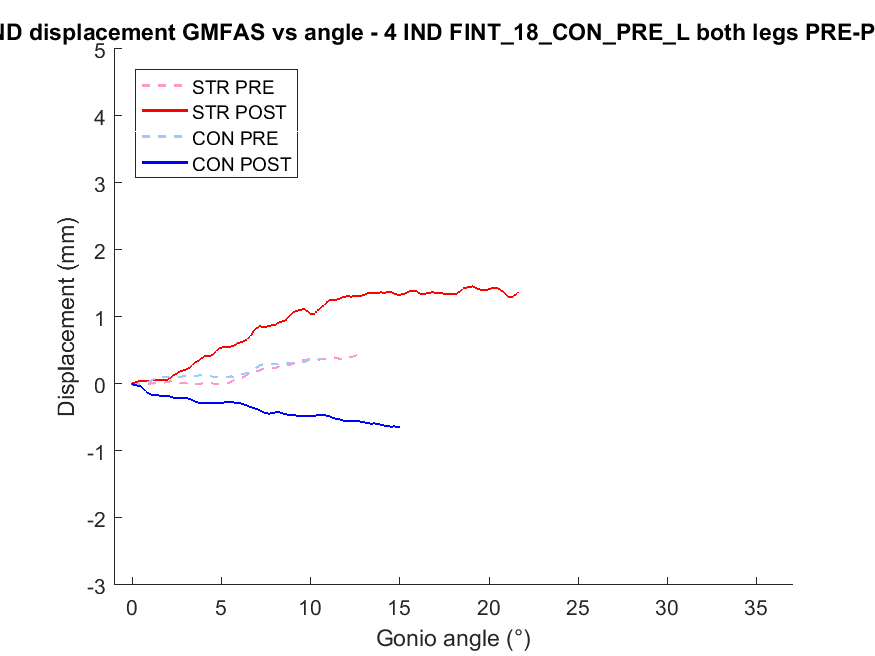 ND displacement GMFAS vs angle - 4 IND FINT_18_CON_PRE_L both legs PRE-P
5
4
3
2
1
0
-1
-2
-3
STR PRE
STR POST
CON PRE
CON POST
Displacement (mm)
0 5 10 15 20 25 30 35
Gonio angle (°)